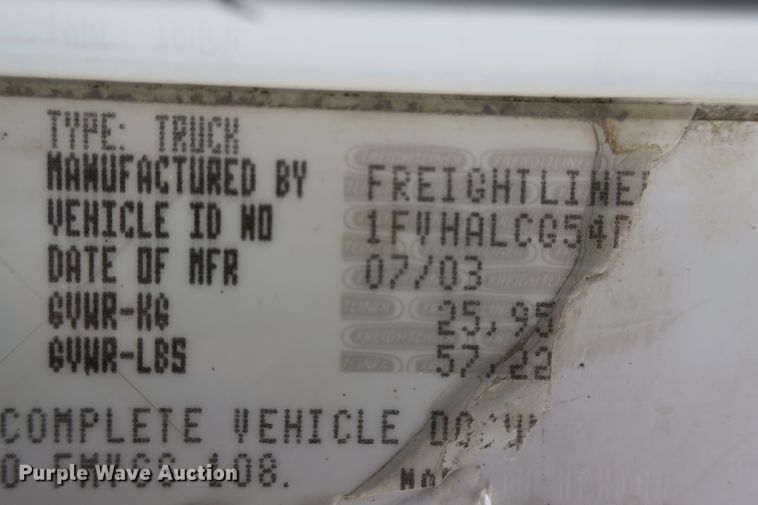 TYPE: TRUCK
MANUFACTURED BY FREIGHTLINE
VEHICLE ID NO 1FVHALCG54
DATE OF MFR 07/03
GVWR-KG 25,95
GVWR-LBS 57,22
COMPLETE VEHICLE
108.
Purple Wave Auction